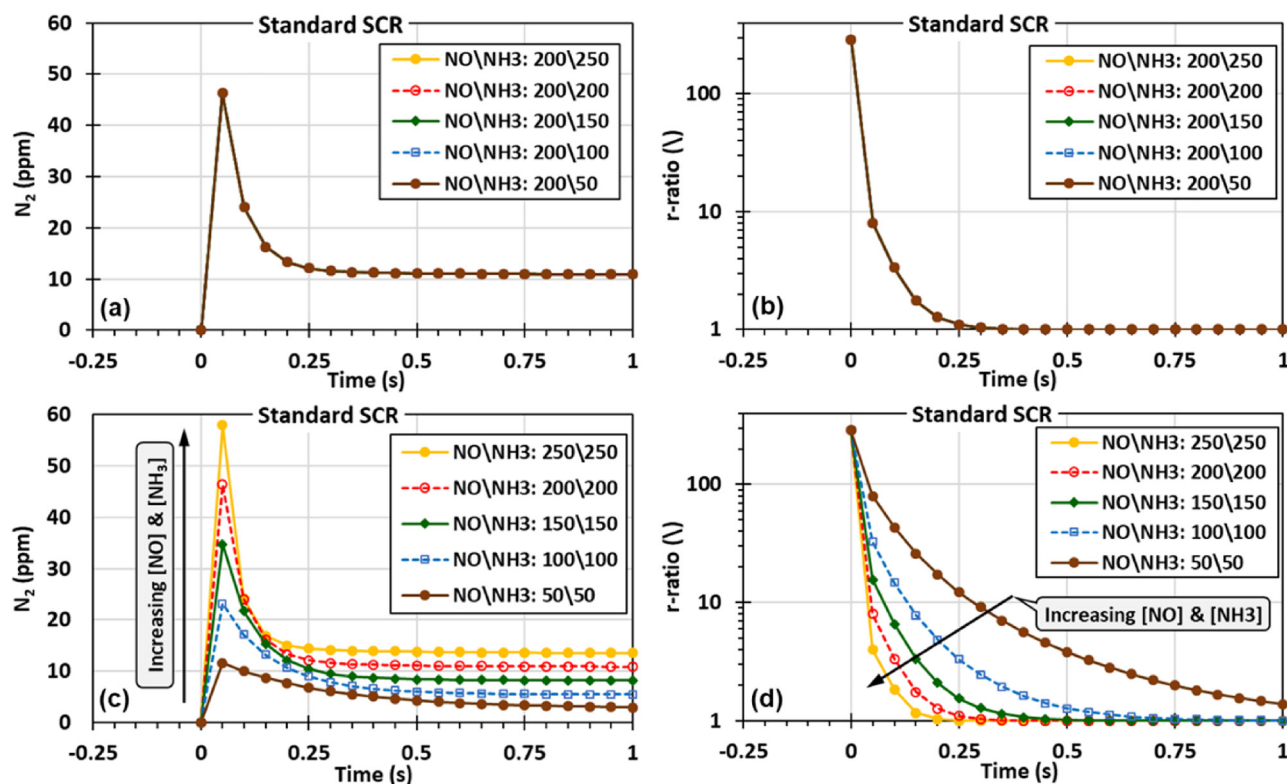 Standard SCR
60
50
40
30
20
10
0
N₂ (ppm)
NO\NH3: 200\250
NO\NH3: 200\200
NO\NH3: 200\150
NO\NH3: 200\100
NO\NH3: 200\50
(a)
-0.25 0 0.25 0.5 0.75 1
Time (s)
Standard SCR
100
10
1
r-ratio (\)
NO\NH3: 200\250
NO\NH3: 200\200
NO\NH3: 200\150
NO\NH3: 200\100
NO\NH3: 200\50
(b)
-0.25 0 0.25 0.5 0.75 1
Time (s)
Standard SCR
60
50
40
30
20
10
0
N₂ (ppm)
Increasing [NO] & [NH₃]
NO\NH3: 250\250
NO\NH3: 200\200
NO\NH3: 150\150
NO\NH3: 100\100
NO\NH3: 50\50
(c)
-0.25 0 0.25 0.5 0.75 1
Time (s)
Standard SCR
100
10
1
r-ratio (\)
NO\NH3: 250\250
NO\NH3: 200\200
NO\NH3: 150\150
NO\NH3: 100\100
NO\NH3: 50\50
Increasing [NO] & [NH3]
(d)
-0.25 0 0.25 0.5 0.75 1
Time (s)